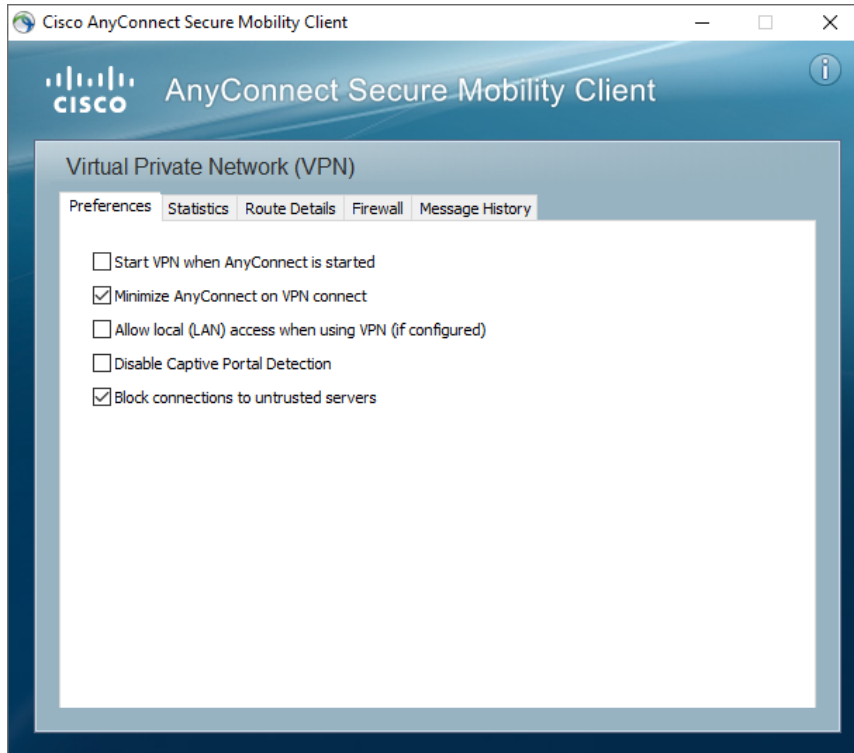 Cisco AnyConnect Secure Mobility Client
CISCO AnyConnect Secure Mobility Client
Virtual Private Network (VPN)
Preferences Statistics Route Details Firewall Message History
Start VPN when AnyConnect is started
Minimize AnyConnect on VPN connect
Allow local (LAN) access when using VPN (if configured)
Disable Captive Portal Detection
Block connections to untrusted servers